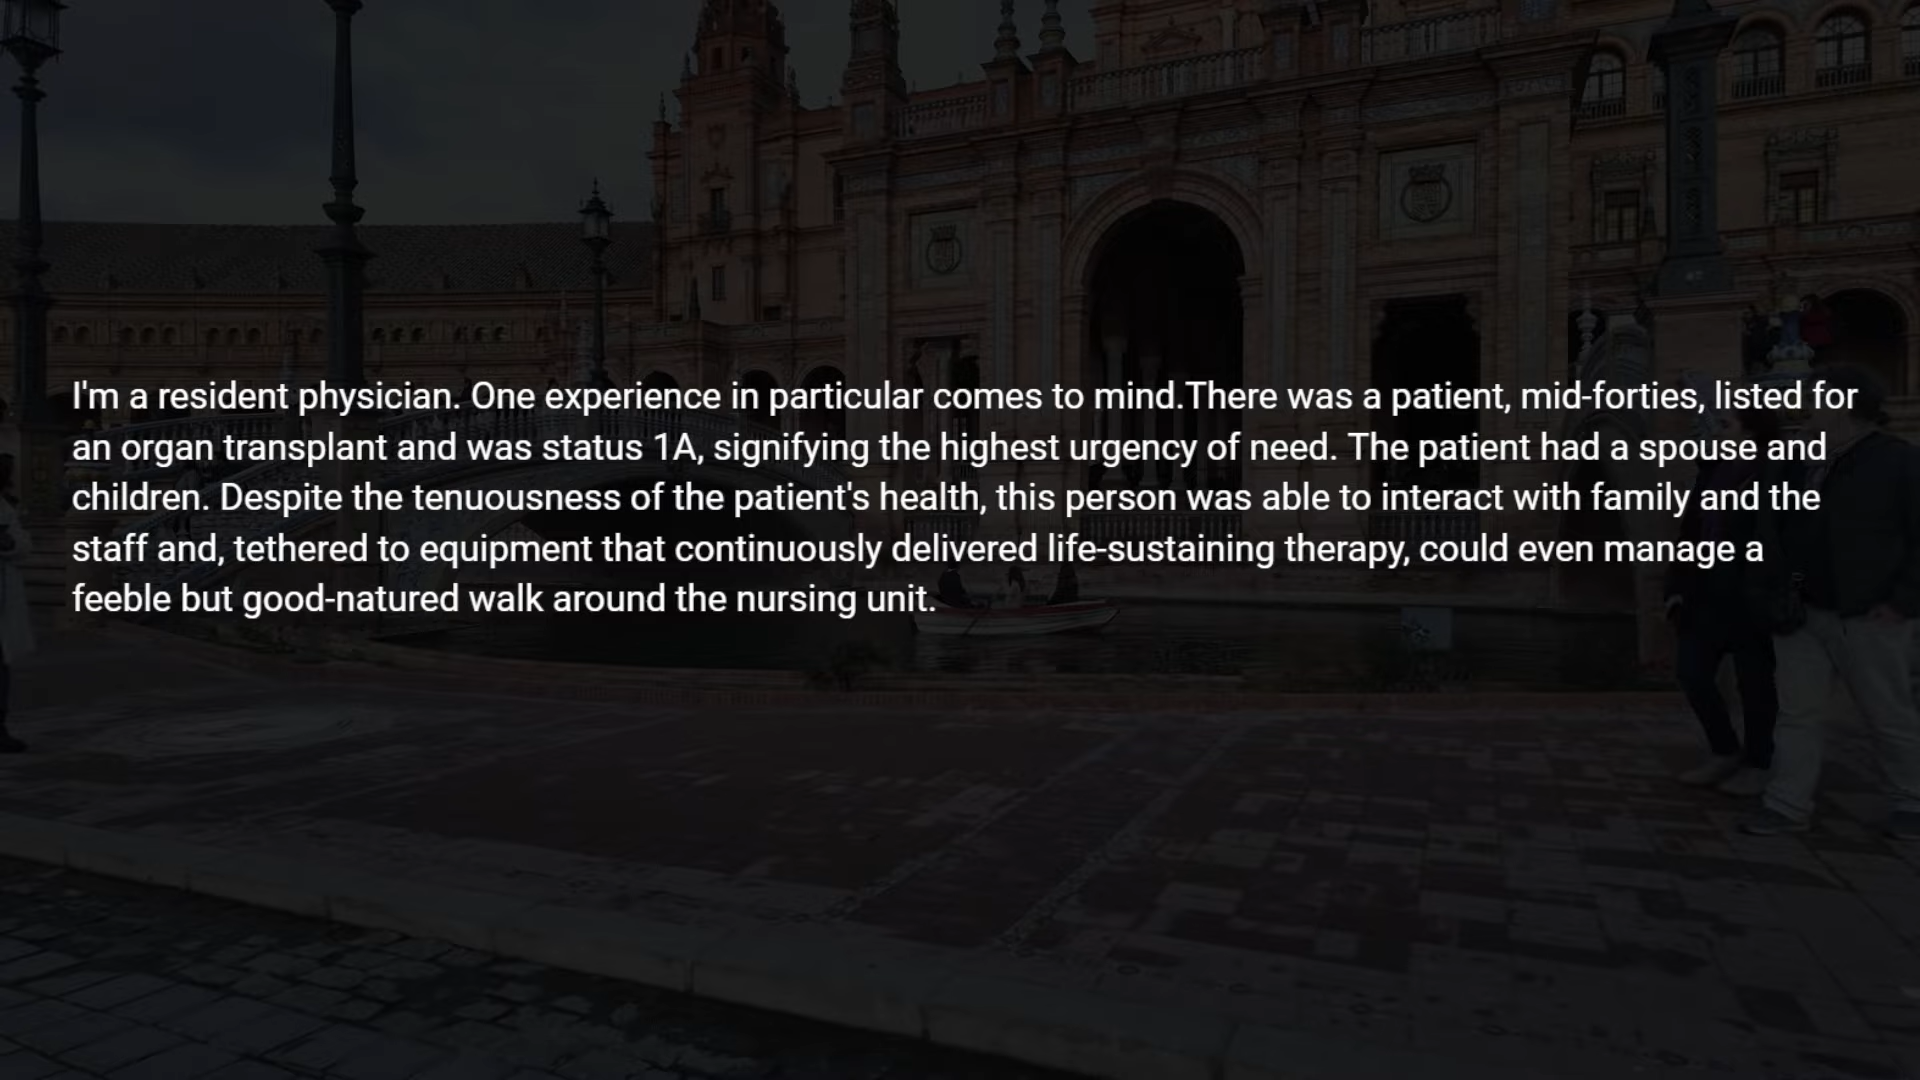 I'm a resident physician. One experience in particular comes to mind.There was a patient, mid-forties, listed for
an organ transplant and was status 1A, signifying the highest urgency of need. The patient had a spouse and
children. Despite the tenuousness of the patient's health, this person was able to interact with family and the
staff and, tethered to equipment that continuously delivered life-sustaining therapy, could even manage a
feeble but good-natured walk around the nursing unit.